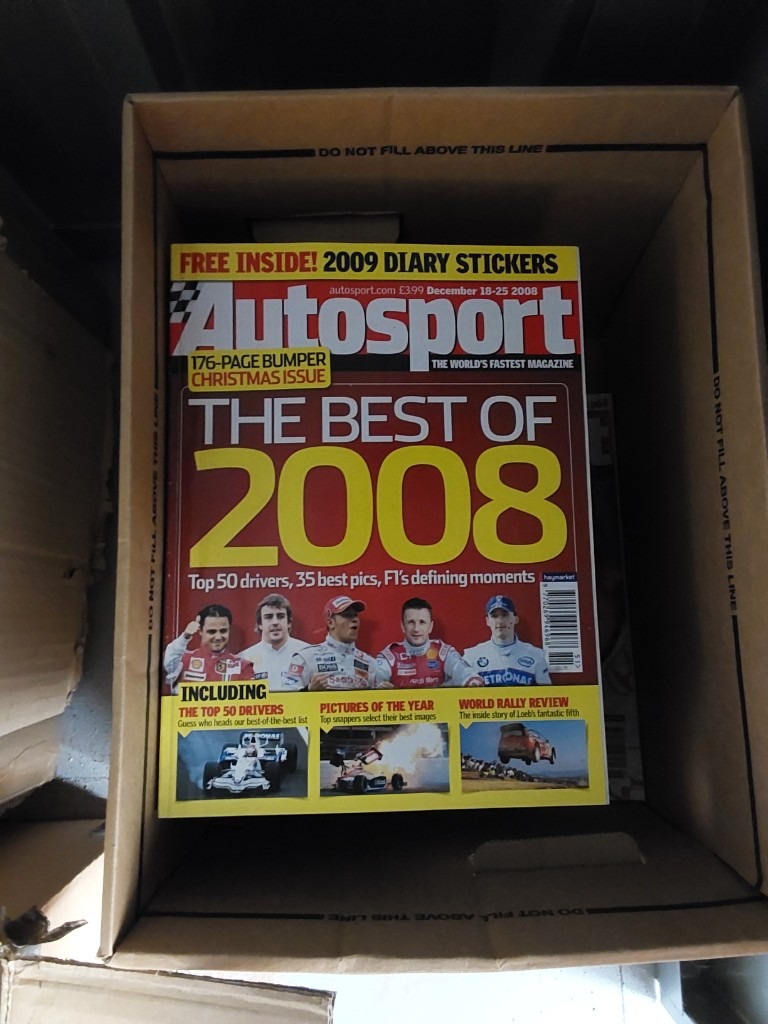 DO NOT FILL ABOVE THIS LINE
FREE INSIDE! 2009 DIARY STICKERS
autosport.com £3.99 December 18-25 2008
Autosport
THE WORLD'S FASTEST MAGAZINE
176-PAGE BUMPER
CHRISTMAS ISSUE
THE BEST OF
2008
Top 50 drivers, 35 best pics, F1's defining moments
haymarket
PETRONAS
INCLUDING
THE TOP 50 DRIVERS
Guess who heads our best-of-the-best list
PICTURES OF THE YEAR
Top snappers select their best images
WORLD RALLY REVIEW
The inside story of Loeb's fantastic fifth
DO NOT FILL ABOVE THIS LINE
DO NOT FILL ABOVE THIS LINE
DO NOT FILL ABOVE THIS LINE